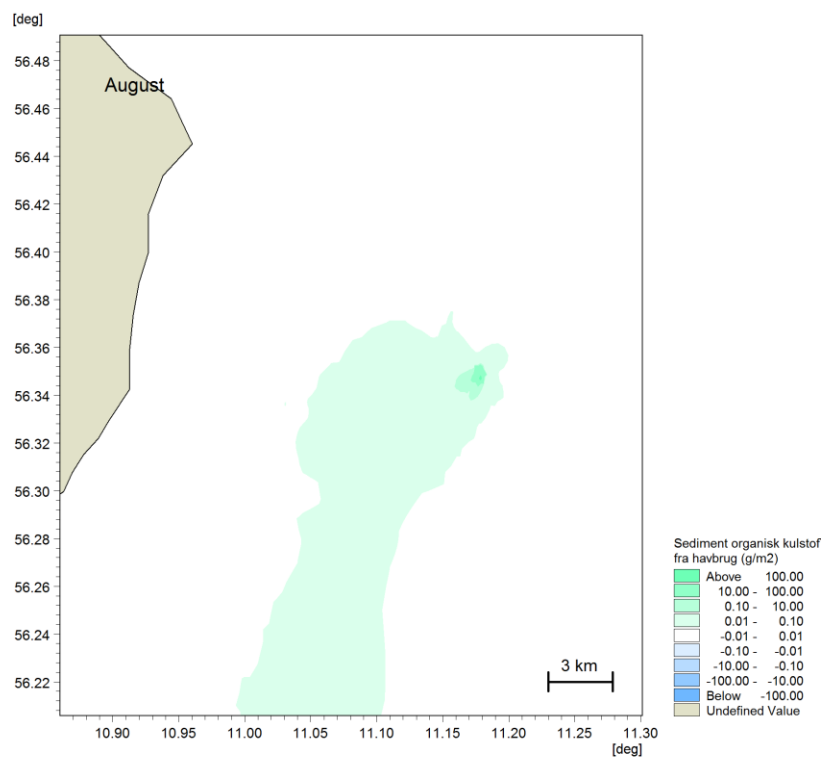 [deg]
August
56.48
56.46
56.44
56.42
56.40
56.38
56.36
56.34
56.32
56.30
56.28
56.26
56.24
56.22
3 km
10.90 10.95 11.00 11.05 11.10 11.15 11.20 11.25 11.30
[deg]
Sediment organisk kulstof
fra havbrug (g/m2)
Above 100.00
10.00 - 100.00
0.10 - 10.00
0.01 - 0.10
-0.01 - 0.01
-0.10 - -0.01
-10.00 - -0.10
-100.00 - -10.00
Below -100.00
Undefined Value